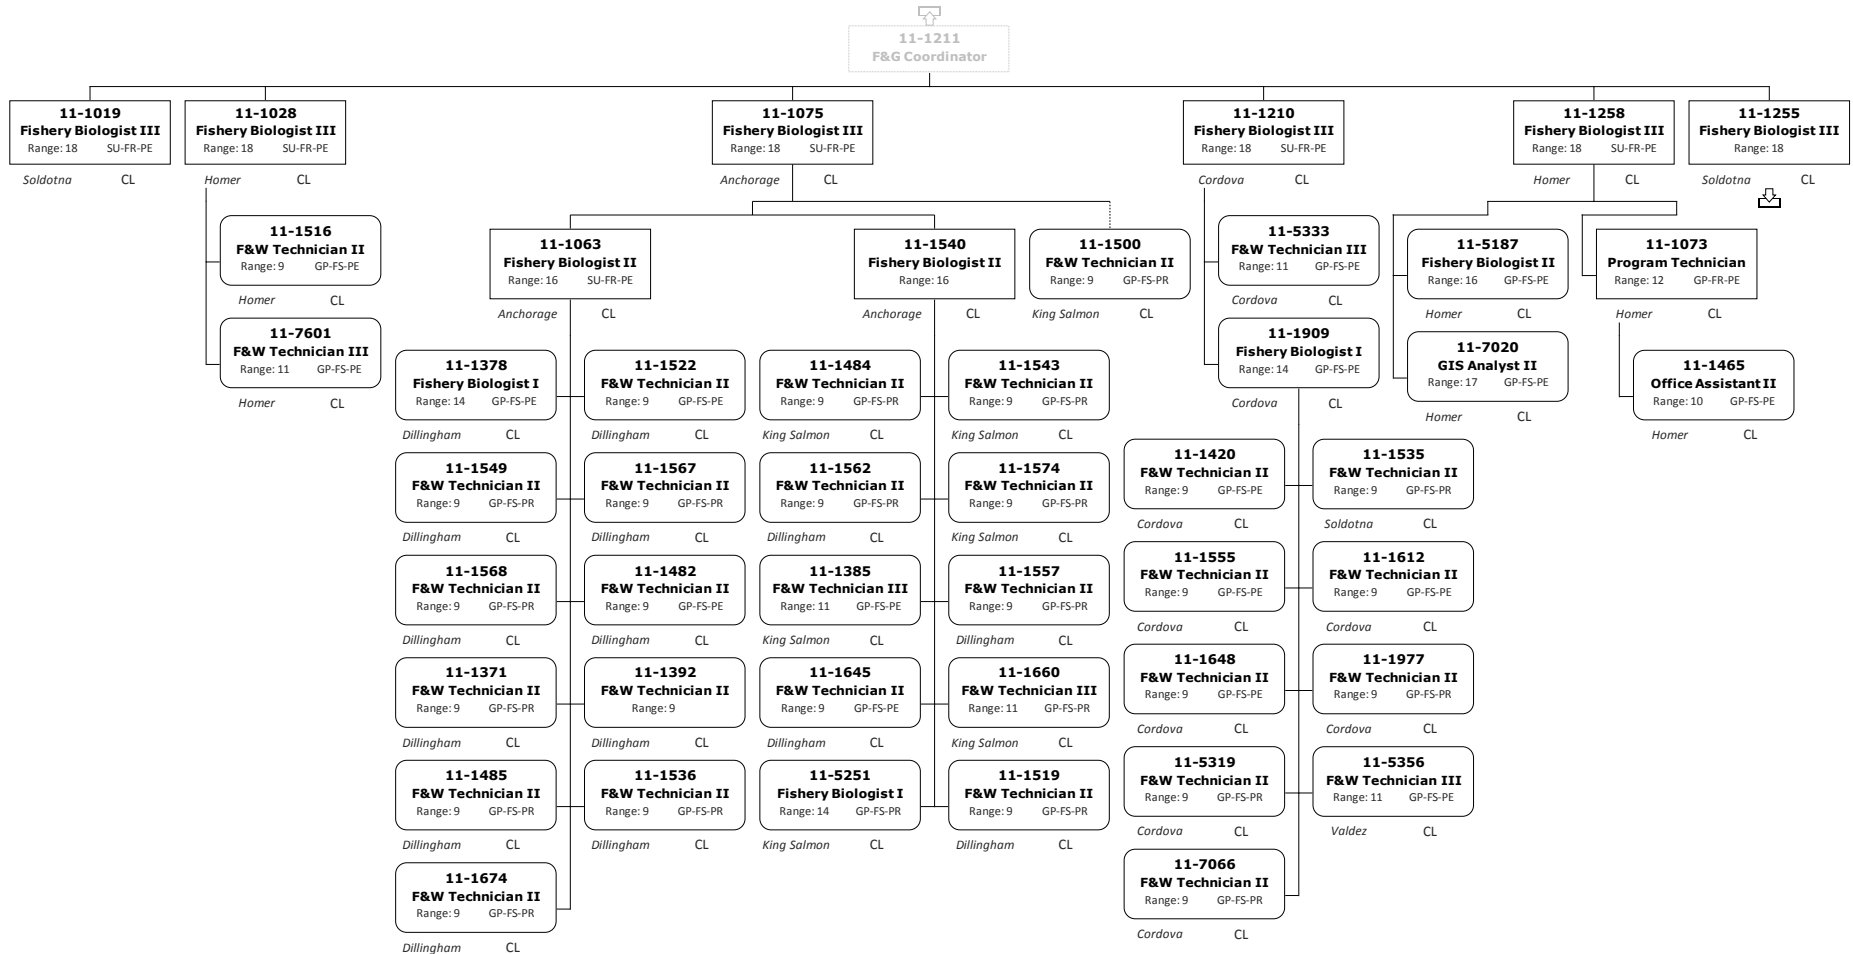 11-1211
F&G Coordinator
11-1019
Fishery Biologist III
Range: 18 SU-FR-PE
Soldotna CL
11-1028
Fishery Biologist III
Range: 18 SU-FR-PE
Homer CL
11-1516
F&W Technician II
Range: 9 GP-FS-PE
Homer CL
11-7601
F&W Technician III
Range: 11 GP-FS-PE
Homer CL
11-1075
Fishery Biologist III
Range: 18 SU-FR-PE
Anchorage CL
11-1063
Fishery Biologist II
Range: 16 SU-FR-PE
Anchorage CL
11-1378
Fishery Biologist I
Range: 14 GP-FS-PE
Dillingham CL
11-1522
F&W Technician II
Range: 9 GP-FS-PE
Dillingham CL
11-1549
F&W Technician II
Range: 9 GP-FS-PR
Dillingham CL
11-1567
F&W Technician II
Range: 9 GP-FS-PR
Dillingham CL
11-1568
F&W Technician II
Range: 9 GP-FS-PR
Dillingham CL
11-1482
F&W Technician II
Range: 9 GP-FS-PE
Dillingham CL
11-1371
F&W Technician II
Range: 9 GP-FS-PR
Dillingham CL
11-1392
F&W Technician II
Range: 9
Dillingham CL
11-1485
F&W Technician II
Range: 9 GP-FS-PR
Dillingham CL
11-1536
F&W Technician II
Range: 9 GP-FS-PR
Dillingham CL
11-1674
F&W Technician II
Range: 9 GP-FS-PR
Dillingham CL
11-1540
Fishery Biologist II
Range: 16
Anchorage CL
11-1484
F&W Technician II
Range: 9 GP-FS-PR
King Salmon CL
11-1543
F&W Technician II
Range: 9 GP-FS-PR
King Salmon CL
11-1562
F&W Technician II
Range: 9 GP-FS-PR
Dillingham CL
11-1574
F&W Technician II
Range: 9 GP-FS-PR
King Salmon CL
11-1385
F&W Technician III
Range: 11 GP-FS-PE
King Salmon CL
11-1557
F&W Technician II
Range: 9 GP-FS-PR
Dillingham CL
11-1645
F&W Technician II
Range: 9 GP-FS-PE
Dillingham CL
11-1660
F&W Technician III
Range: 11 GP-FS-PR
King Salmon CL
11-5251
Fishery Biologist I
Range: 14 GP-FS-PR
King Salmon CL
11-1519
F&W Technician II
Range: 9 GP-FS-PR
Dillingham CL
11-1500
F&W Technician II
Range: 9 GP-FS-PR
King Salmon CL
11-1210
Fishery Biologist III
Range: 18 SU-FR-PE
Cordova CL
11-5333
F&W Technician III
Range: 11 GP-FS-PE
Cordova CL
11-1909
Fishery Biologist I
Range: 14 GP-FS-PE
Cordova CL
11-1420
F&W Technician II
Range: 9 GP-FS-PE
Cordova CL
11-1535
F&W Technician II
Range: 9 GP-FS-PR
Soldotna CL
11-1555
F&W Technician II
Range: 9 GP-FS-PE
Cordova CL
11-1612
F&W Technician II
Range: 9 GP-FS-PE
Cordova CL
11-1648
F&W Technician II
Range: 9 GP-FS-PE
Cordova CL
11-1977
F&W Technician II
Range: 9 GP-FS-PR
Cordova CL
11-5319
F&W Technician II
Range: 9 GP-FS-PR
Cordova CL
11-5356
F&W Technician III
Range: 11 GP-FS-PE
Valdez CL
11-7066
F&W Technician II
Range: 9 GP-FS-PR
Cordova CL
11-1258
Fishery Biologist III
Range: 18 SU-FR-PE
Homer CL
11-5187
Fishery Biologist II
Range: 16 GP-FS-PE
Homer CL
11-7020
GIS Analyst II
Range: 17 GP-FS-PE
Homer CL
11-1073
Program Technician
Range: 12 GP-FR-PE
Homer CL
11-1465
Office Assistant II
Range: 10 GP-FS-PE
Homer CL
11-1255
Fishery Biologist III
Range: 18
Soldotna CL